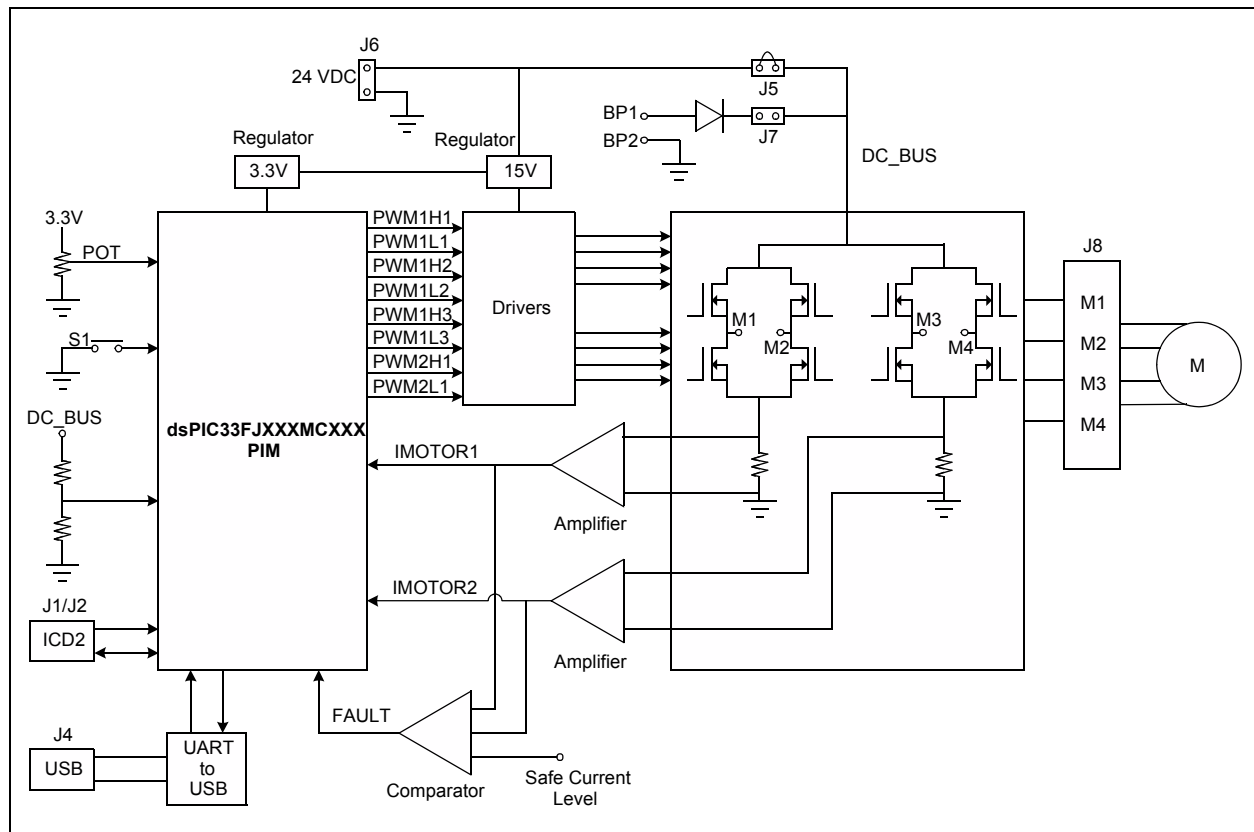 J6
24 VDC
J5
BP1
J7
BP2
DC_BUS
Regulator
3.3V
Regulator
15V
3.3V
POT
S1
DC_BUS
dsPIC33FJXXXMCXXX
PIM
PWM1H1
PWM1L1
PWM1H2
PWM1L2
PWM1H3
PWM1L3
PWM2H1
PWM2L1
Drivers
M1
M2
M3
M4
J8
M1
M2
M3
M4
M
IMOTOR1
Amplifier
IMOTOR2
Amplifier
J1/J2
ICD2
FAULT
Comparator
Safe Current
Level
J4
USB
UART
to
USB